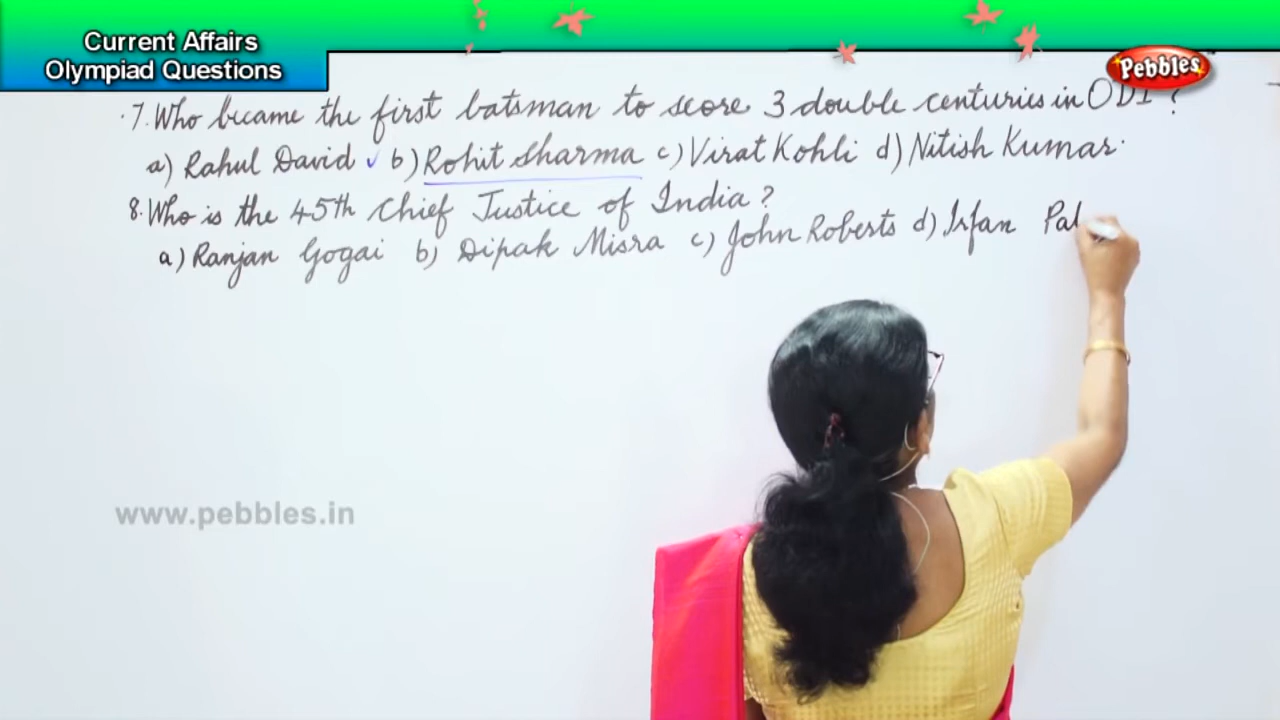 Current Affairs
Olympiad Questions
Pebbles
7. Who became the first batsman to score 3 double centuries in ODI ?
a) Rahul David ✓ b) Rohit Sharma c) Virat Kohli d) Nitish Kumar.
8. Who is the 45th Chief Justice of India ?
a) Ranjan Gogai b) Dipak Misra c) John Roberts d) Irfan
www.pebbles.in